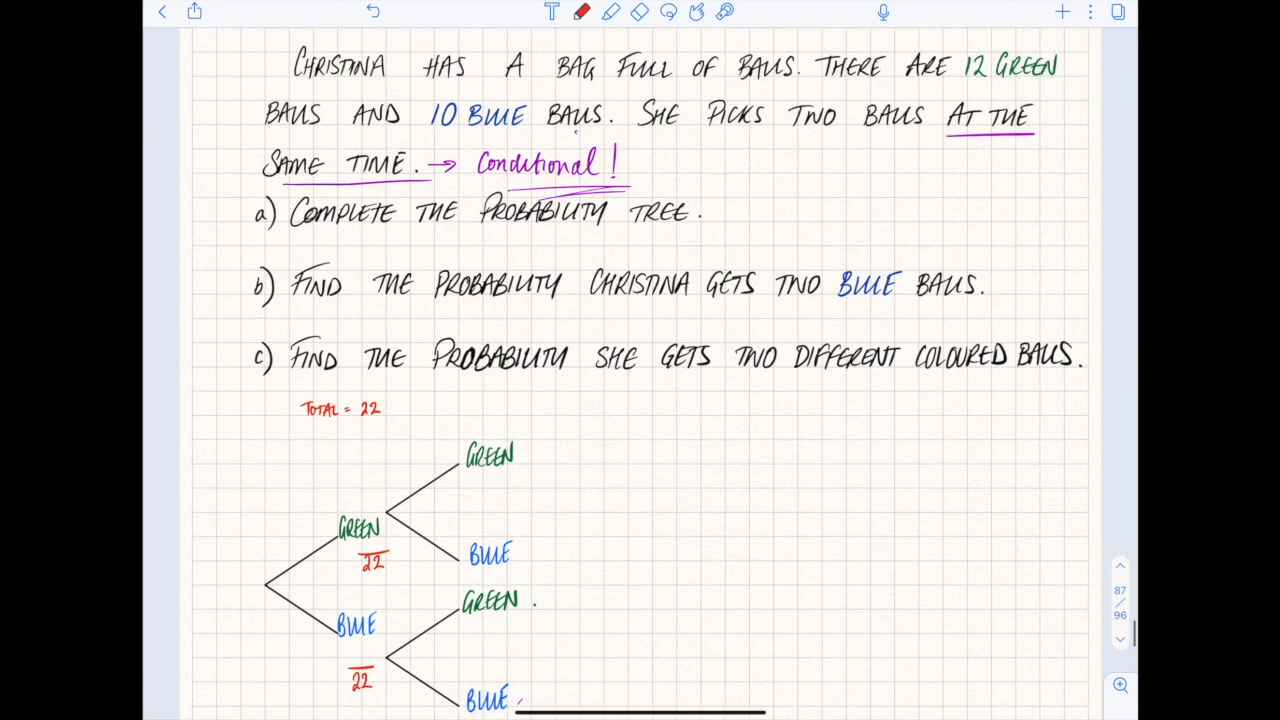 CHRISTINA HAS A BAG FULL OF BALLS. THERE ARE 12 GREEN
BALLS AND 10 BLUE BALLS. SHE PICKS TWO BALLS AT THE
SAME TIME. → Conditional!
a) COMPLETE THE PROBABILITY TREE.
b) FIND THE PROBABILITY CHRISTINA GETS TWO BLUE BALLS.
c) FIND THE PROBABILITY SHE GETS TWO DIFFERENT COLOURED BALLS.
TOTAL = 22
GREEN
GREEN
22
BLUE
GREEN .
BLUE
22
BLUE
87
/
96